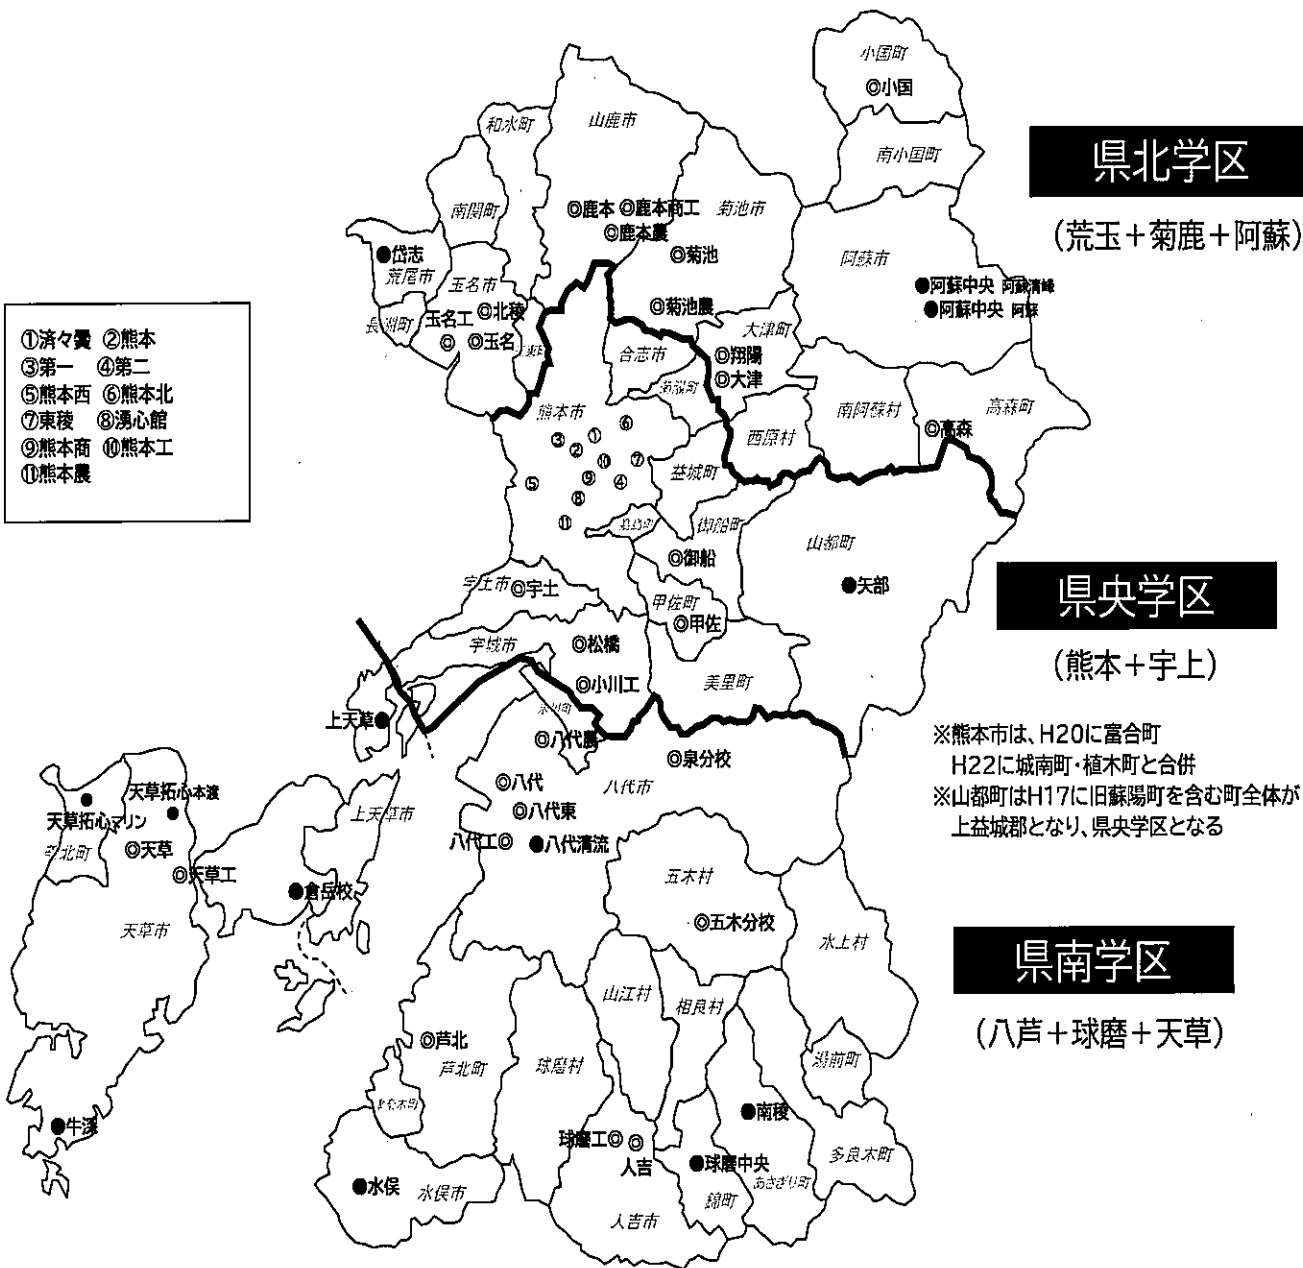 小国町
◎小国
和水町
山鹿市
南小国町
県北学区
(荒玉+菊鹿+阿蘇)
南関町
◎鹿本 ◎鹿本商工
◎鹿本農
菊池市
●岱志
荒尾市
◎菊池
阿蘇市
玉名市
●阿蘇中央 阿蘇清峰
●阿蘇中央 阿蘇
長洲町
玉名工
◎
◎北稜
◎玉名
◎菊池農
大津町
合志市
◎翔陽
◎大津
①済々黌 ②熊本
③第一 ④第二
⑤熊本西 ⑥熊本北
⑦東稜 ⑧湧心館
⑨熊本商 ⑩熊本工
⑪熊本農
熊本市
⑥
③ ① 
②
⑩ ⑦
⑤ ⑨ ④
⑧
⑪
西原村
南阿蘇村
高森町
◎高森
益城町
御船町
◎御船
山都町
●矢部
県央学区
(熊本+宇上)
宇土市
◎宇土
甲佐町
◎甲佐
宇城市
◎松橋
◎小川工
美里町
※熊本市は、H20に富合町
H22に城南町・植木町と合併
※山都町はH17に旧蘇陽町を含む町全体が
上益城郡となり、県央学区となる
上天草●
◎八代農
◎泉分校
◎八代
八代市
◎八代東
八代工◎
●八代清流
天草拓心本渡
●
●
天草拓心マリン
上天草市
◎天草
◎天草工
●倉岳校
天草市
五木村
◎五木分校
水上村
県南学区
(八芦+球磨+天草)
山江村
相良村
◎芦北
芦北町
球磨村
湯前町
●南稜
●牛深
球磨工◎
◎
人吉
●球磨中央
多良木町
あさぎり町
●水俣
水俣市
錦町
人吉市